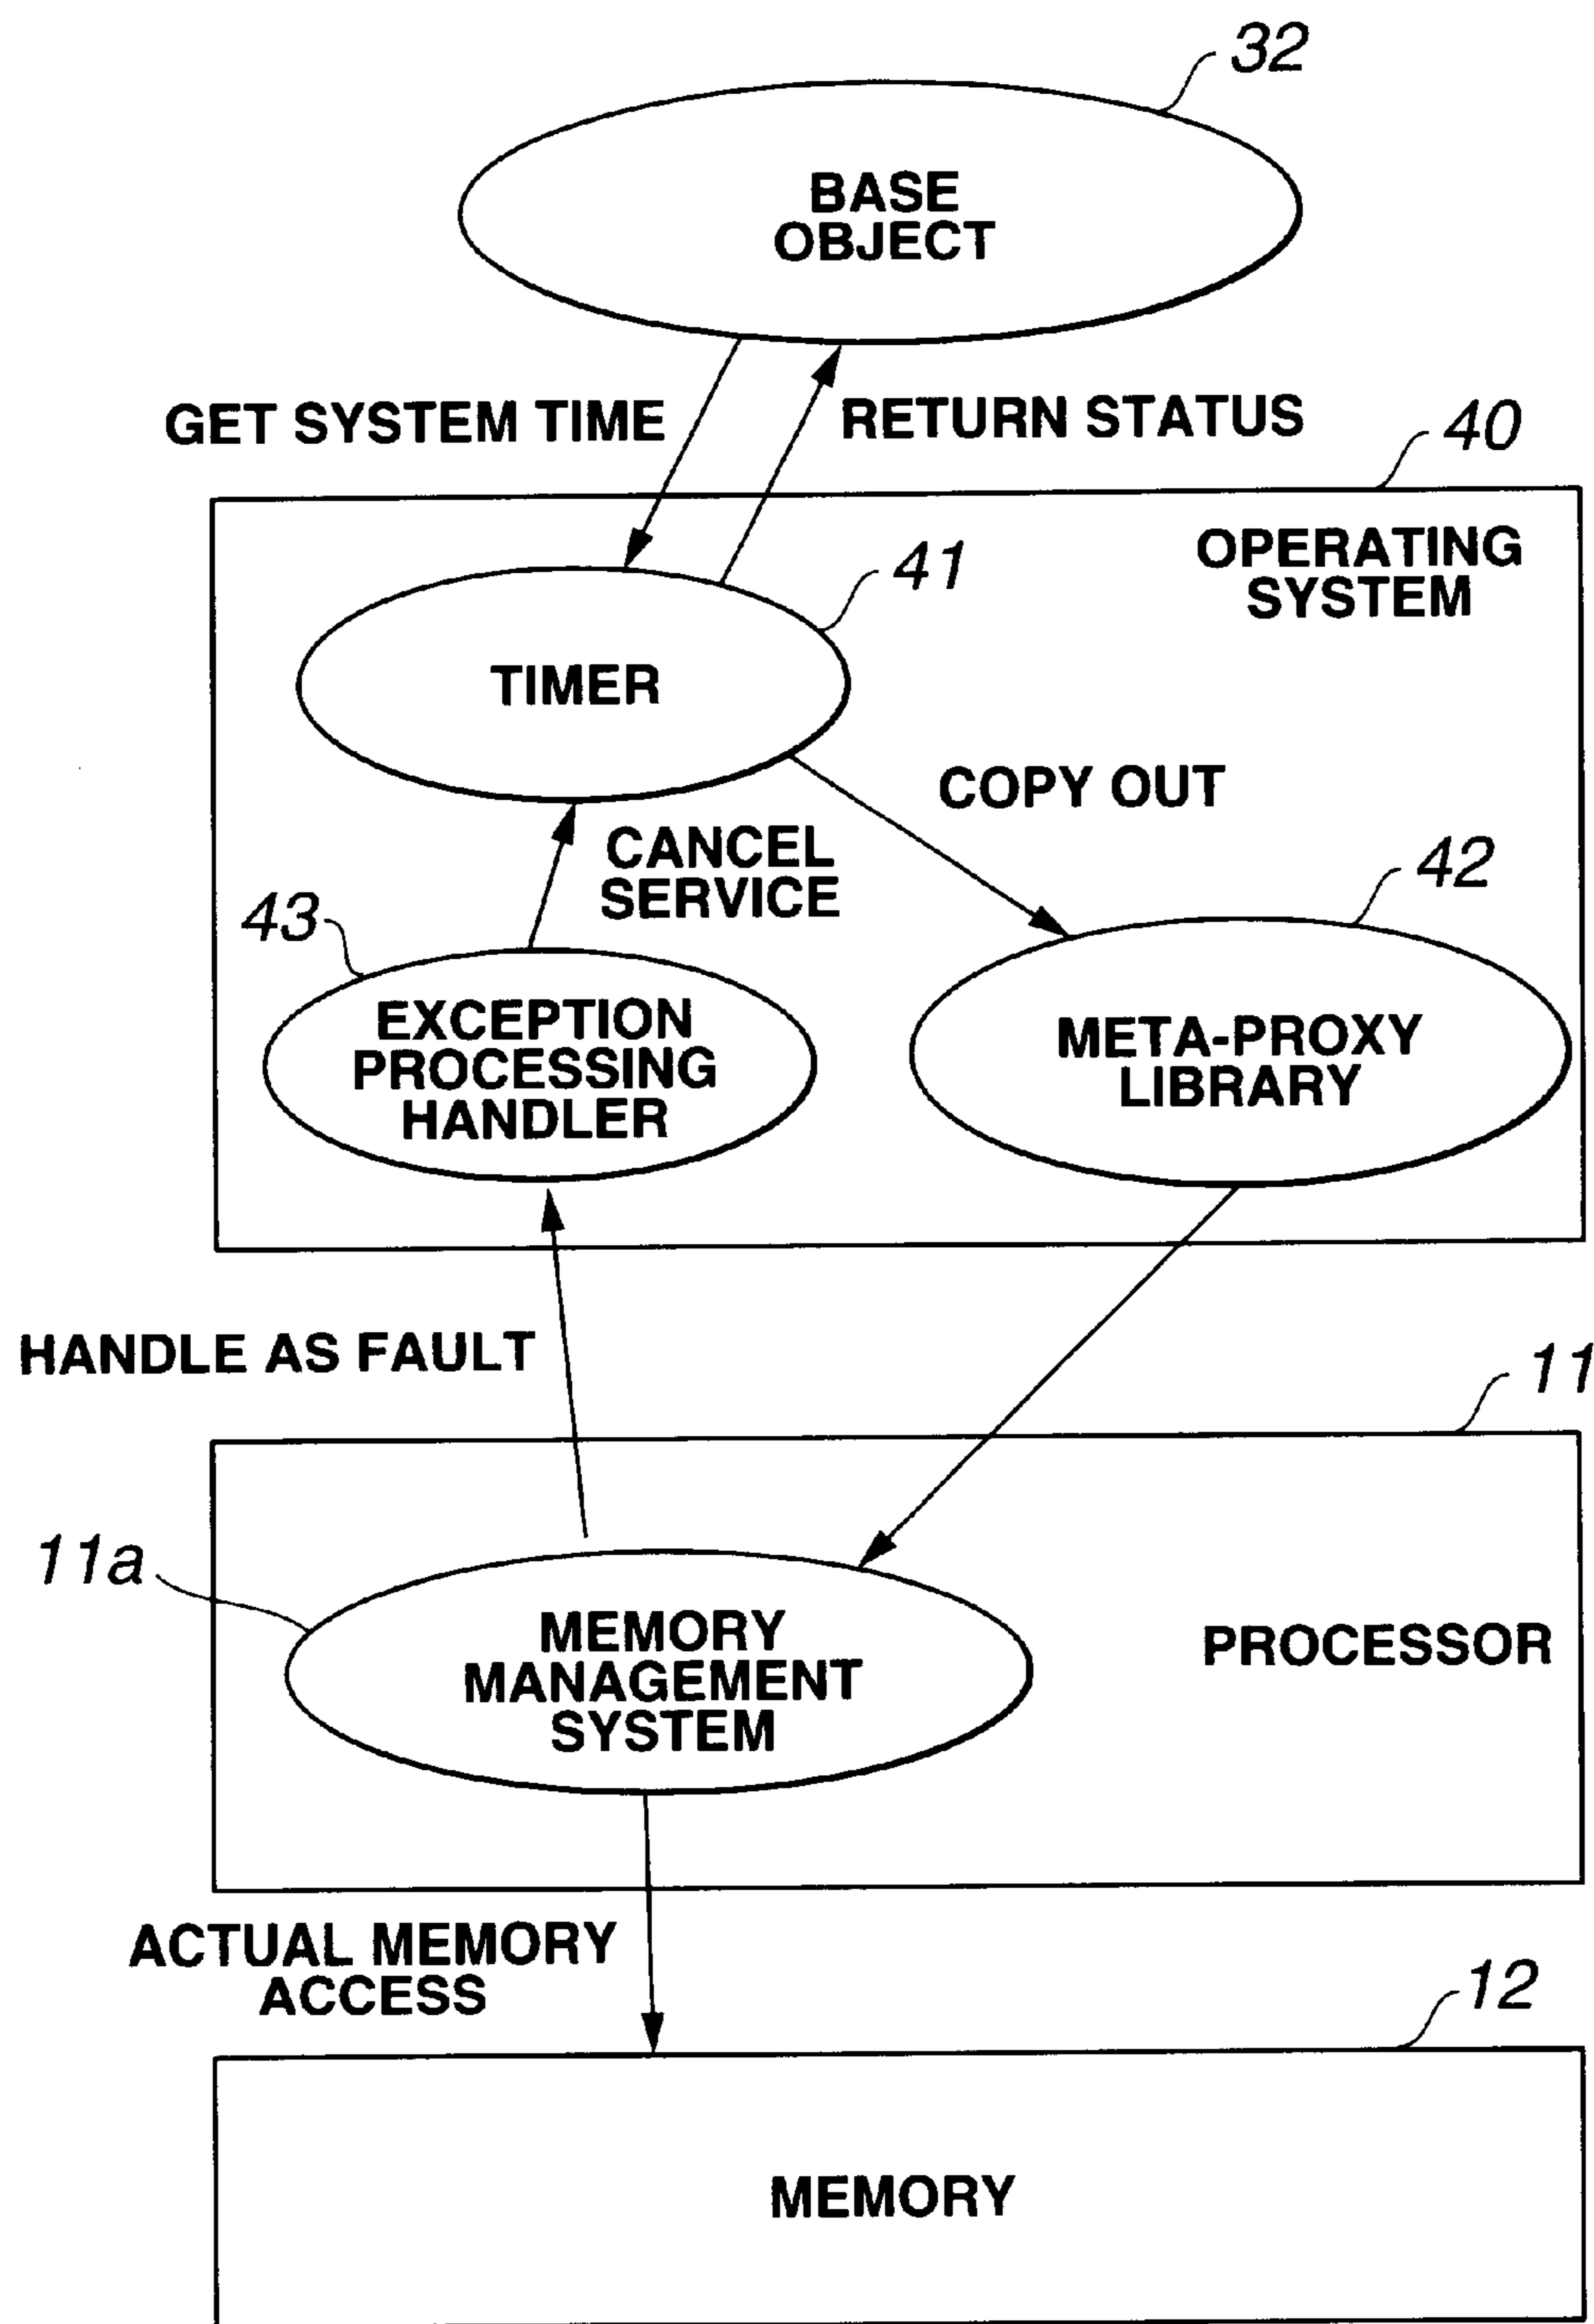 32
BASE
OBJECT
GET SYSTEM TIME
RETURN STATUS
40
OPERATING
SYSTEM
41
TIMER
COPY OUT
CANCEL
SERVICE
42
43
EXCEPTION
PROCESSING
HANDLER
META-PROXY
LIBRARY
HANDLE AS FAULT
11
11a
MEMORY
MANAGEMENT
SYSTEM
PROCESSOR
ACTUAL MEMORY
ACCESS
12
MEMORY